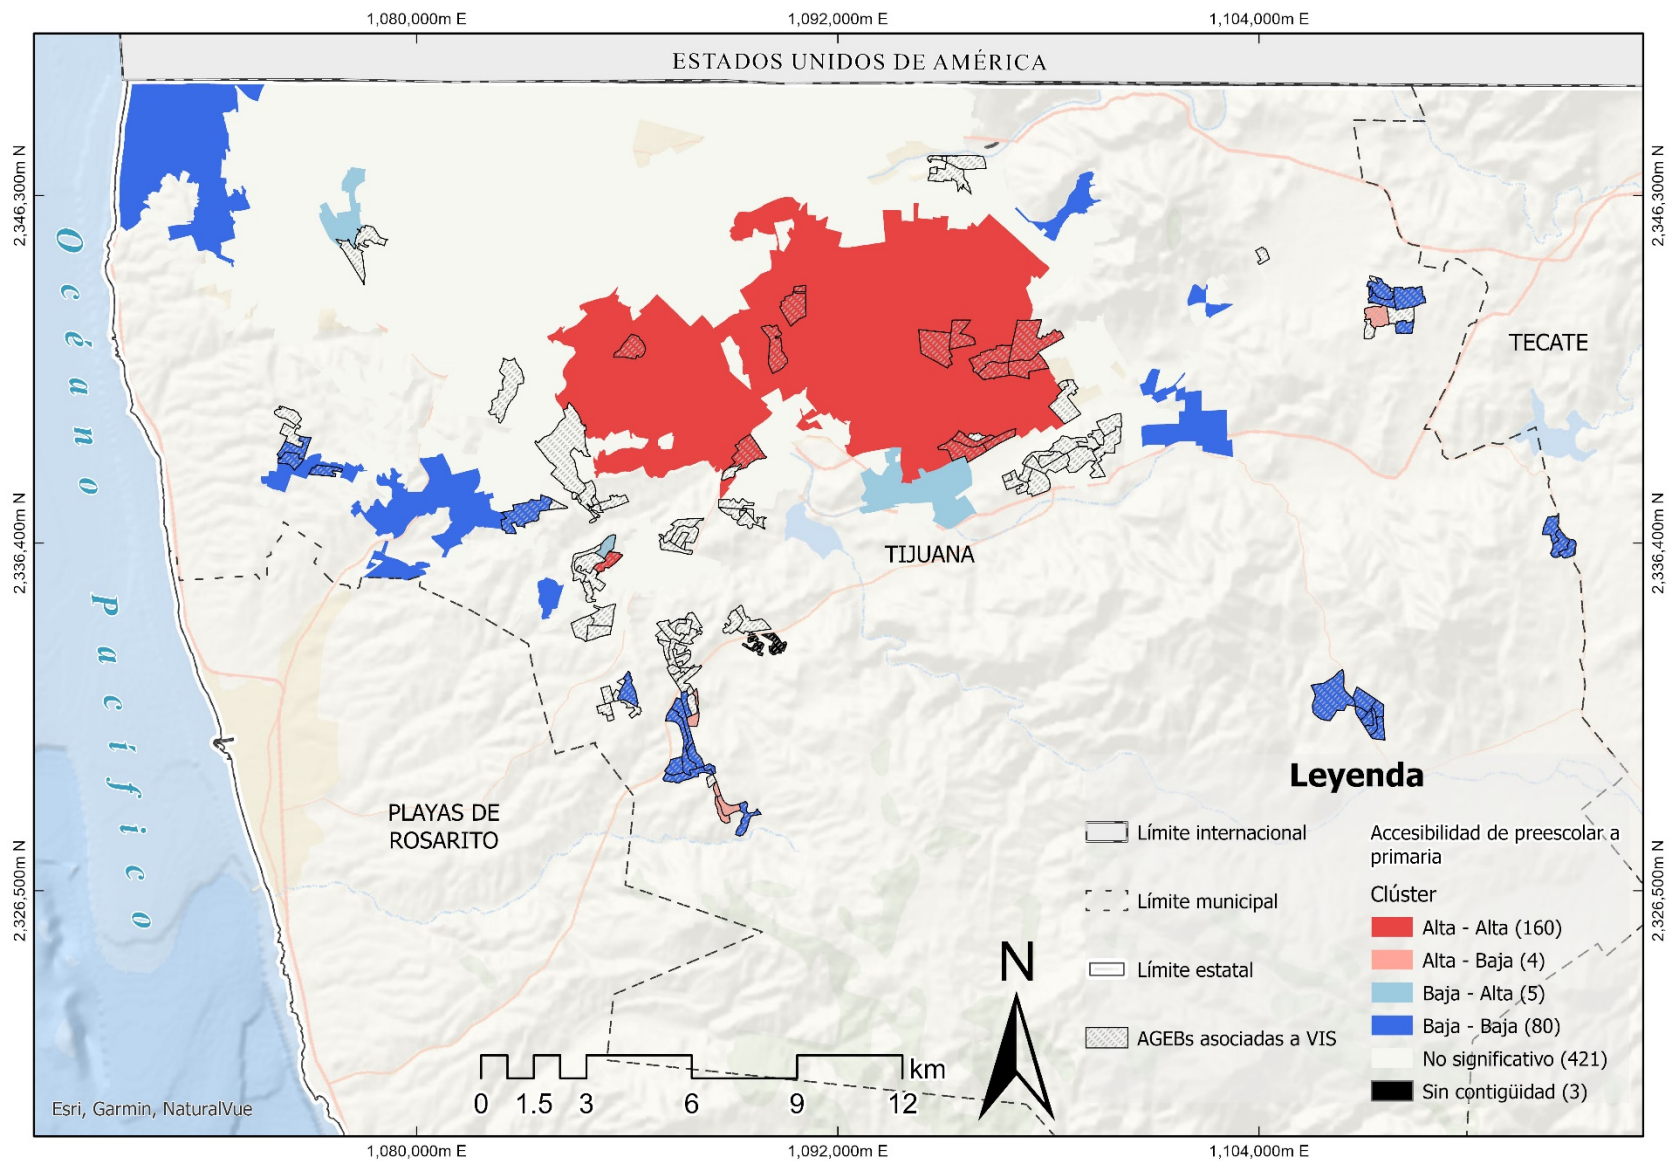 1,080,000m E
1,092,000m E
1,104,000m E
ESTADOS UNIDOS DE AMÉRICA
2,346,300m N
2,346,300m N
Océano Pacífico
TECATE
2,336,400m N
TIJUANA
2,336,400m N
PLAYAS DE
ROSARITO
2,326,500m N
2,326,500m N
Leyenda
Límite internacional
Límite municipal
Límite estatal
AGEBs asociadas a VIS
Accesibilidad de preescolar a
primaria
Clúster
Alta - Alta (160)
Alta - Baja (4)
Baja - Alta (5)
Baja - Baja (80)
No significativo (421)
Sin contigüidad (3)
N
km
0 1.5 3 6 9 12
Esri, Garmin, NaturalVue
1,080,000m E
1,092,000m E
1,104,000m E